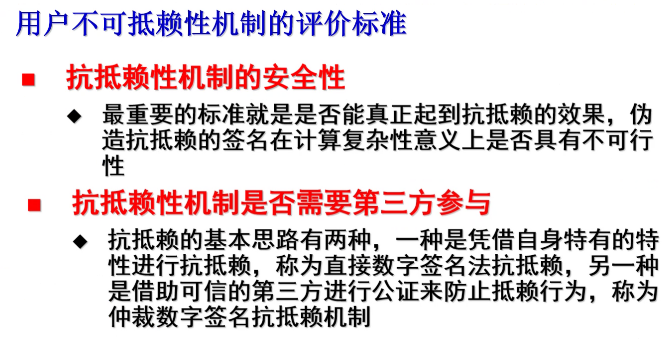 用户不可抵赖性机制的评价标准
抗抵赖性机制的安全性
最重要的标准就是是否能真正起到抗抵赖的效果，伪
造抗抵赖的签名在计算复杂性意义上是否具有不可行
性
抗抵赖性机制是否需要第三方参与
抗抵赖的基本思路有两种，一种是凭借自身特有的特
性进行抗抵赖，称为直接数字签名法抗抵赖，另一种
是借助可信的第三方进行公证来防止抵赖行为，称为
仲裁数字签名抗抵赖机制